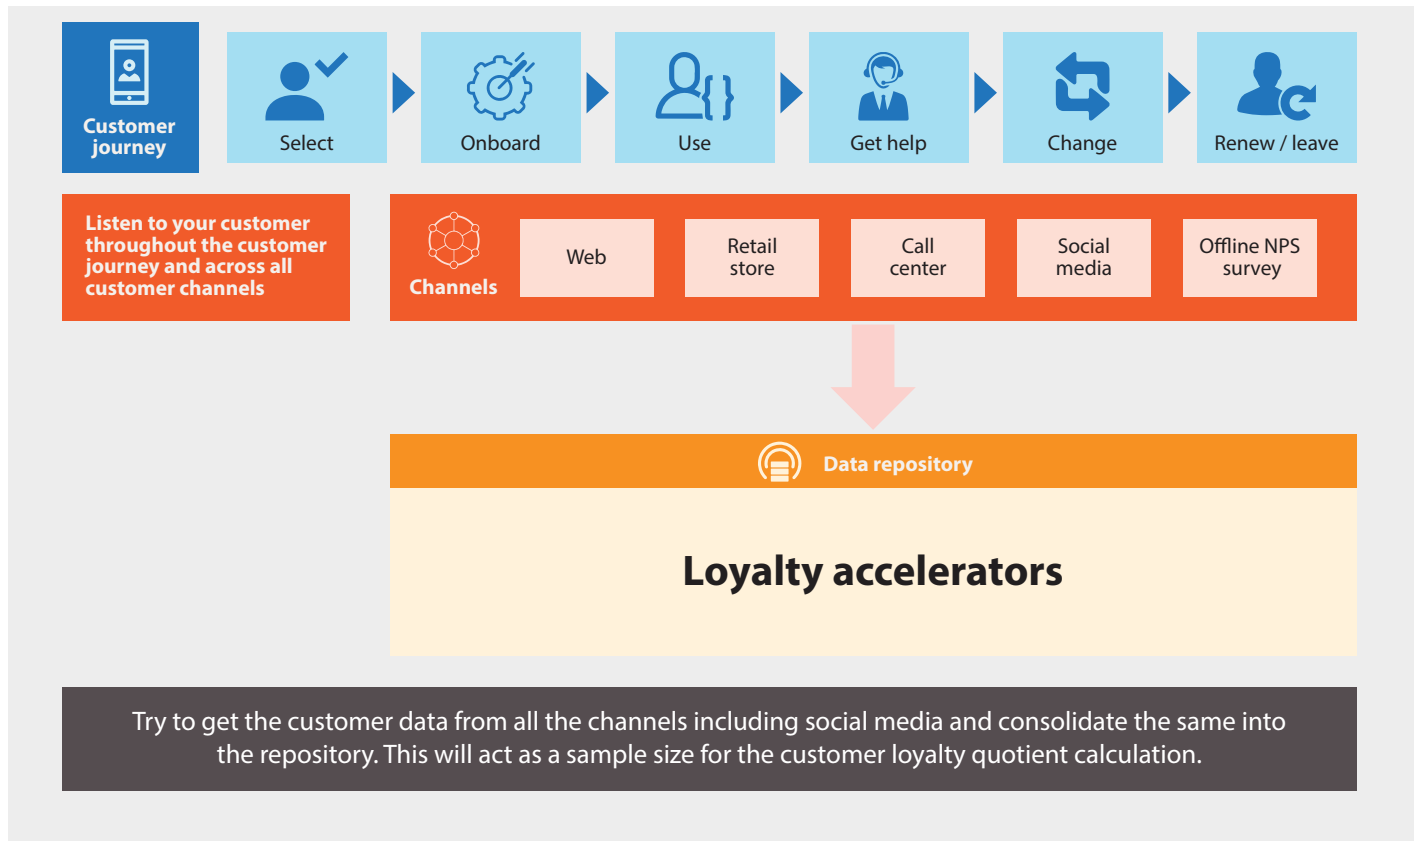 Customer
journey
Select
Onboard
Use
Get help
Change
Renew / leave
Listen to your customer
throughout the customer
journey and across all
customer channels
Channels
Web
Retail
store
Call
center
Social
media
Offline NPS
survey
Data repository
Loyalty accelerators
Try to get the customer data from all the channels including social media and consolidate the same into
the repository. This will act as a sample size for the customer loyalty quotient calculation.